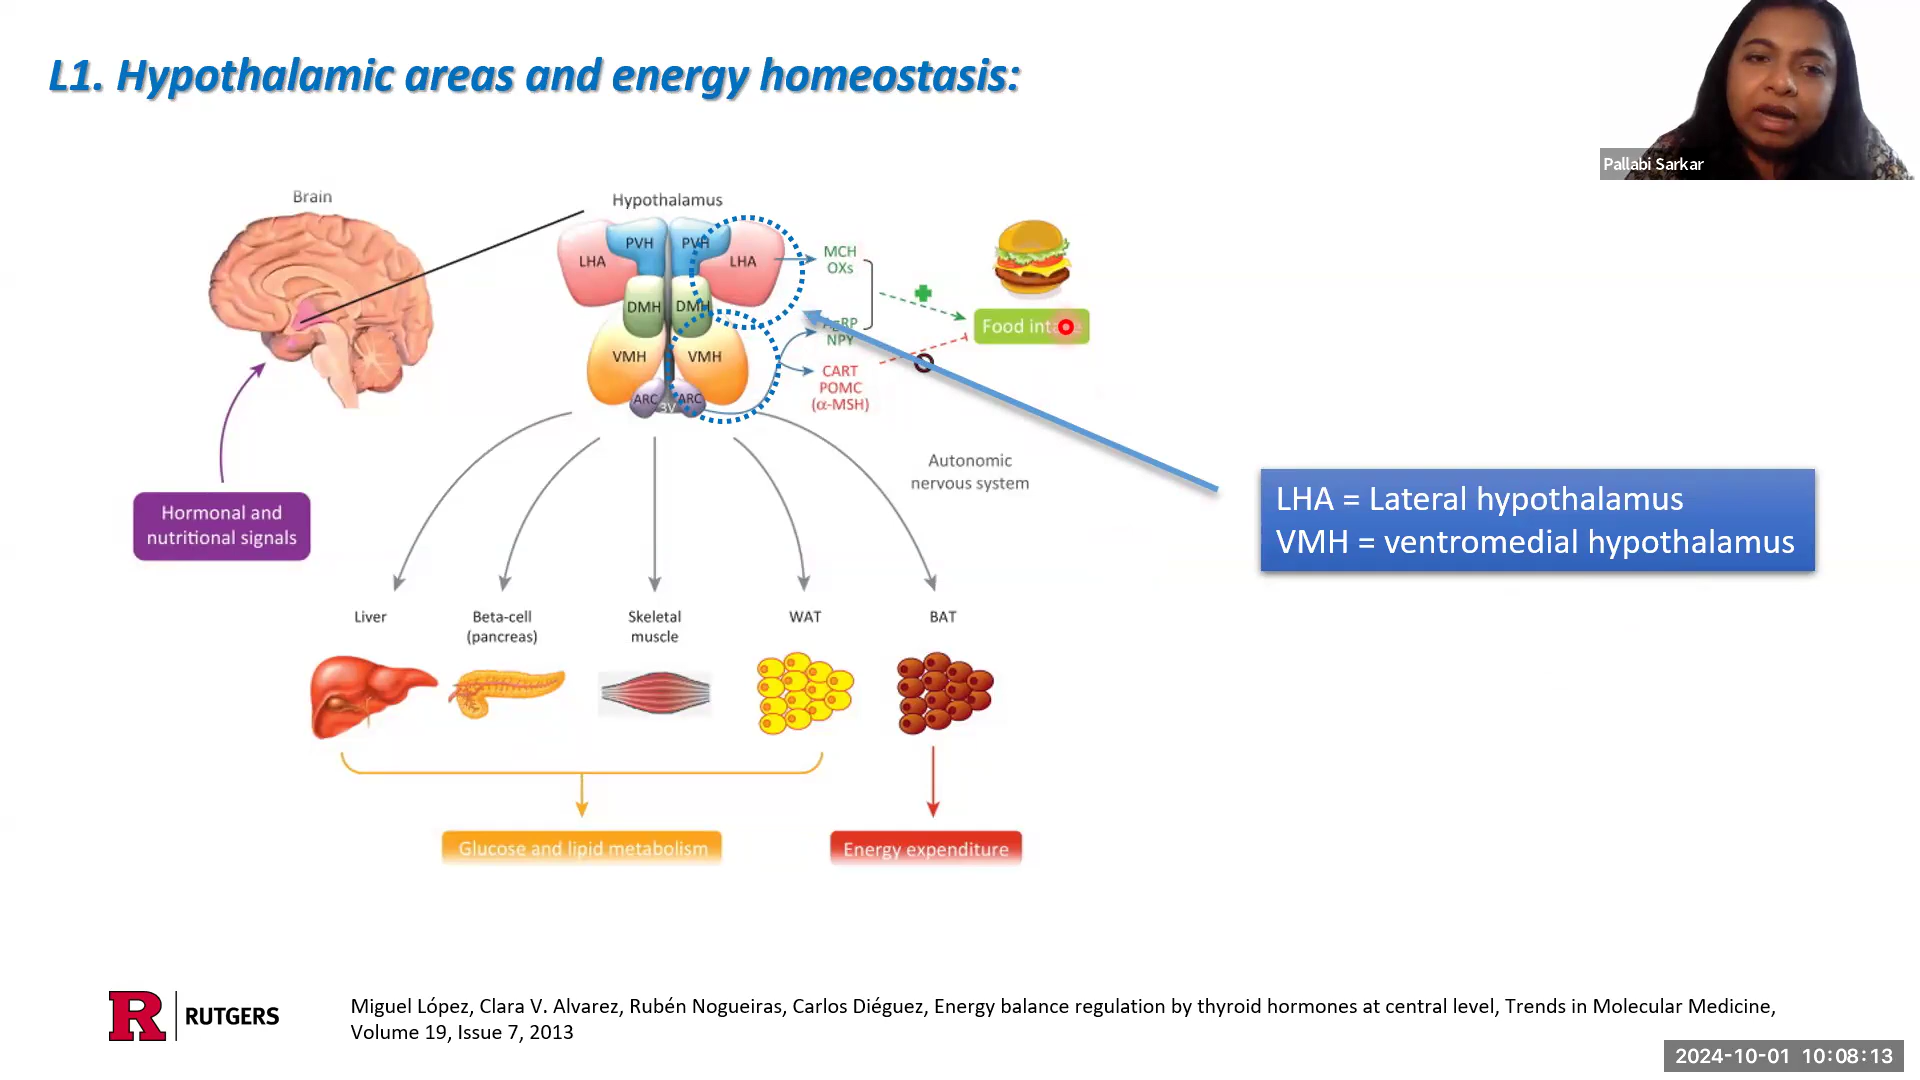 L1. Hypothalamic areas and energy homeostasis:
Pallabi Sarkar
Brain
Hypothalamus
PVH
PVH
LHA
LHA
MCH
OXs
DMH
DMH
Food
NPY
VMH
VMH
CART
POMC
(α-MSH)
ARC
3V
ARC
Autonomic
nervous system
LHA = Lateral hypothalamus
VMH = ventromedial hypothalamus
Hormonal and
nutritional signals
Liver
Beta-cell
(pancreas)
Skeletal
muscle
WAT
BAT
Glucose and lipid metabolism
Energy expenditure
R RUTGERS
Miguel López, Clara V. Alvarez, Rubén Nogueiras, Carlos Diéguez, Energy balance regulation by thyroid hormones at central level, Trends in Molecular Medicine,
Volume 19, Issue 7, 2013
2024-10-01 10:08:13